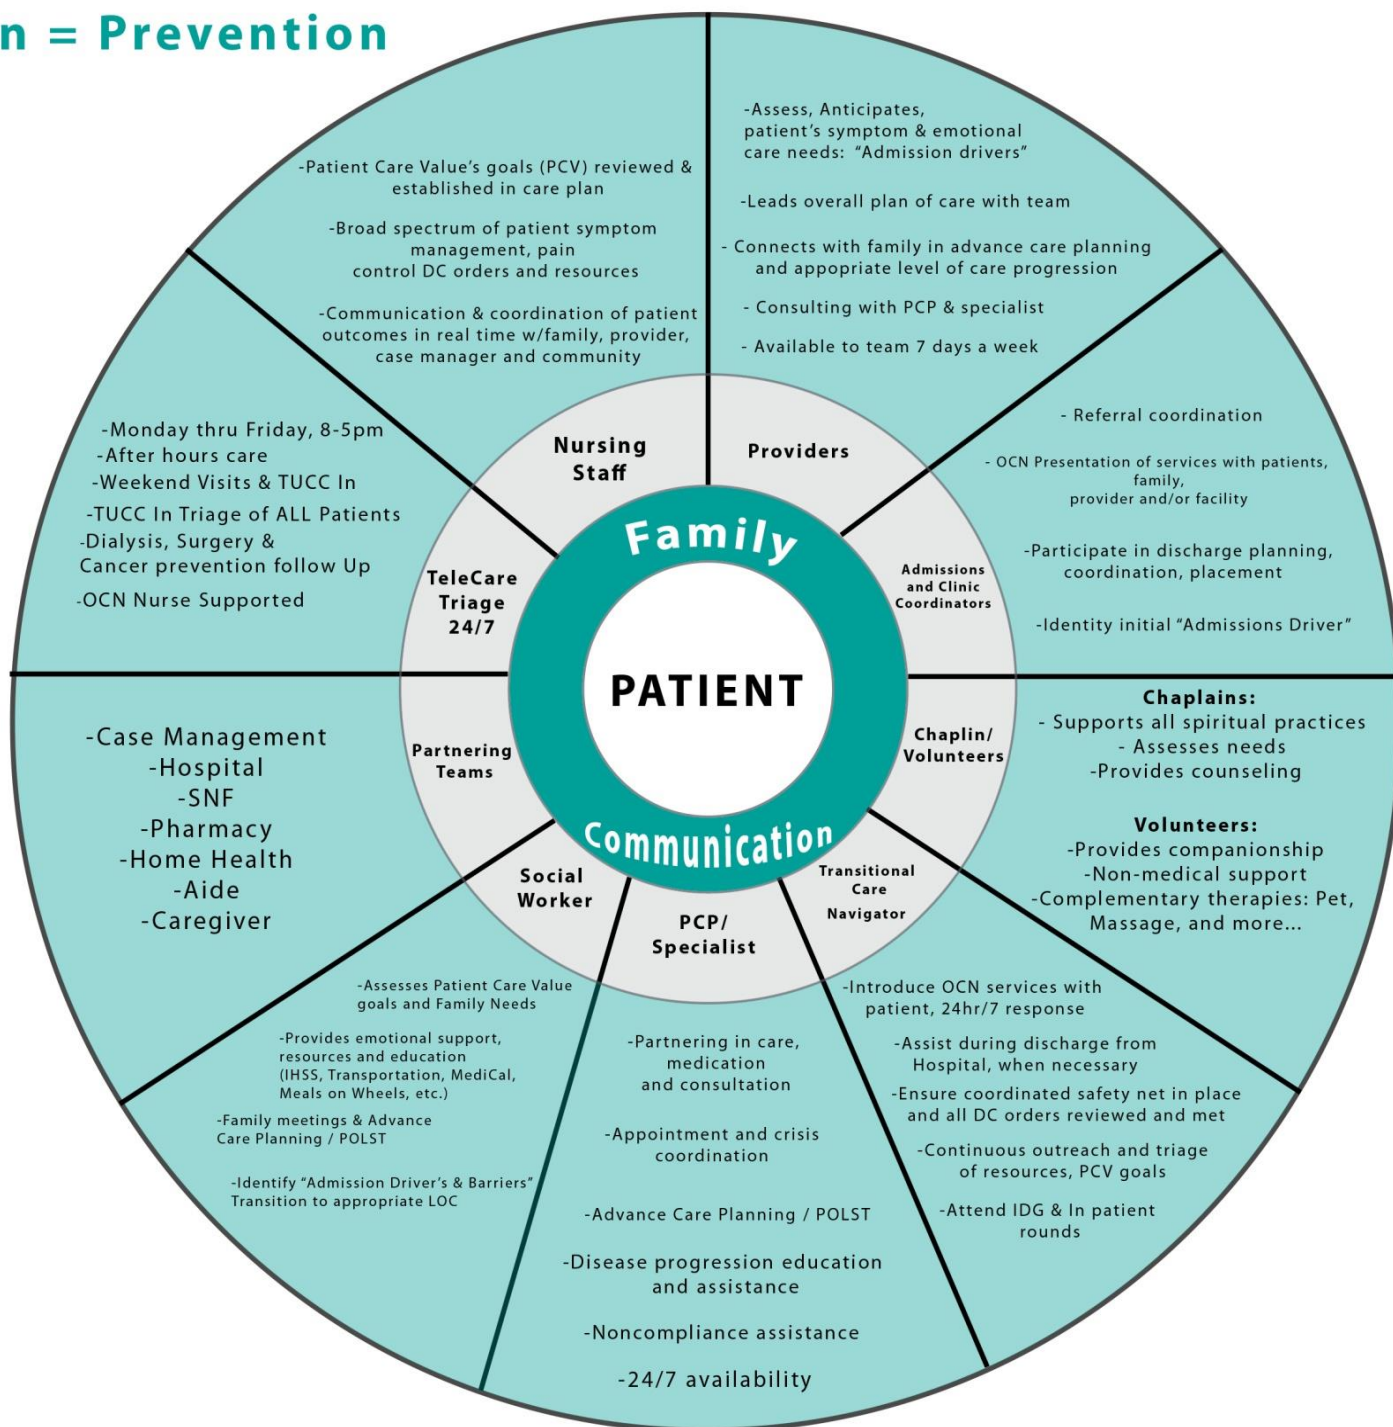 n = Prevention
-Patient Care Value's goals (PCV) reviewed &
established in care plan
-Broad spectrum of patient symptom
management, pain
control DC orders and resources
-Communication & coordination of patient
outcomes in real time w/family, provider,
case manager and community
-Assess, Anticipates,
patient's symptom & emotional
care needs: "Admission drivers"
-Leads overall plan of care with team
- Connects with family in advance care planning
and appopriate level of care progression
- Consulting with PCP & specialist
- Available to team 7 days a week
-Monday thru Friday, 8-5pm
-After hours care
-Weekend Visits & TUCC In
-TUCC In Triage of ALL Patients
-Dialysis, Surgery &
Cancer prevention follow Up
-OCN Nurse Supported
Nursing
Staff
Providers
- Referral coordination
- OCN Presentation of services with patients,
family,
provider and/or facility
-Participate in discharge planning,
coordination, placement
-Identity initial "Admissions Driver"
TeleCare
Triage
24/7
Family
Admissions
and Clinic
Coordinators
PATIENT
Communication
-Case Management
-Hospital
-SNF
-Pharmacy
-Home Health
-Aide
-Caregiver
Partnering
Teams
Chaplin/
Volunteers
Chaplains:
- Supports all spiritual practices
- Assesses needs
-Provides counseling
Volunteers:
-Provides companionship
-Non-medical support
-Complementary therapies: Pet,
Massage, and more...
Social
Worker
PCP/
Specialist
Transitional
Care
Navigator
-Assesses Patient Care Value
goals and Family Needs
-Provides emotional support,
resources and education
(IHSS, Transportation, MediCal,
Meals on Wheels, etc.)
-Family meetings & Advance
Care Planning / POLST
-Identify "Admission Driver's & Barriers"
Transition to appropriate LOC
-Partnering in care,
medication
and consultation
-Appointment and crisis
coordination
-Advance Care Planning / POLST
-Disease progression education
and assistance
-Noncompliance assistance
-24/7 availability
-Introduce OCN services with
patient, 24hr/7 response
-Assist during discharge from
Hospital, when necessary
-Ensure coordinated safety net in place
and all DC orders reviewed and met
-Continuous outreach and triage
of resources, PCV goals
-Attend IDG & In patient
rounds